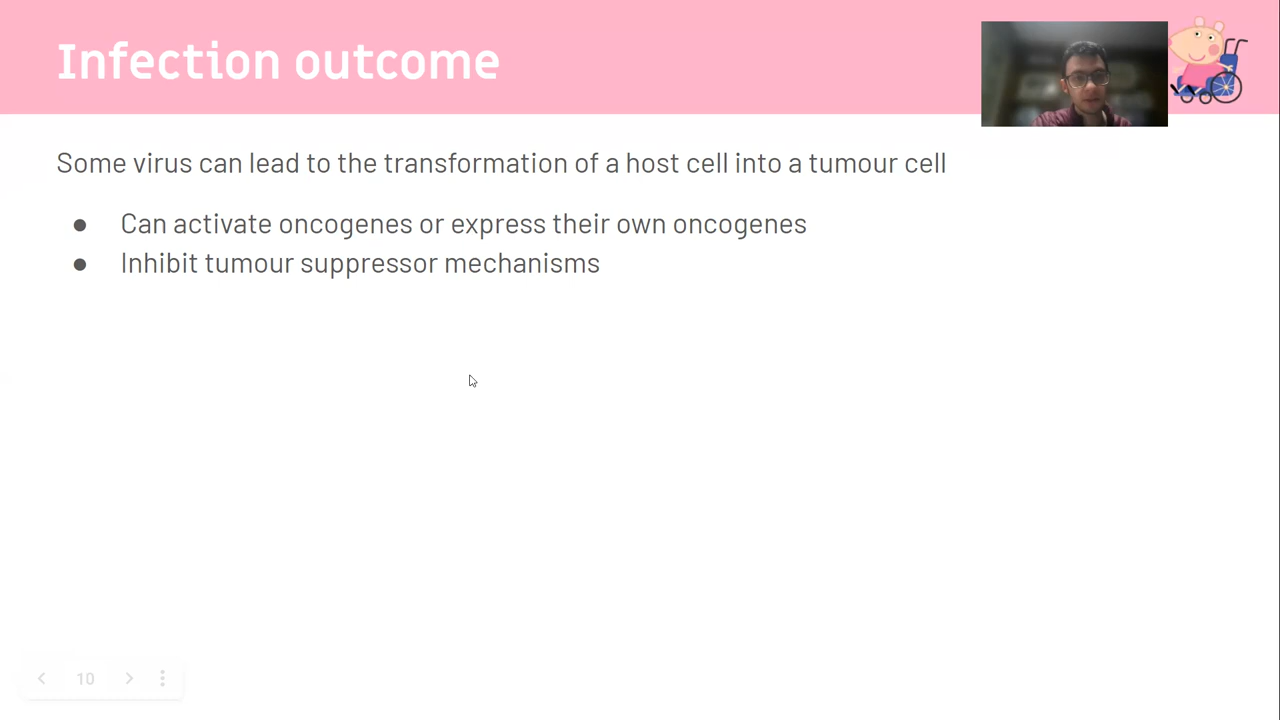 Infection outcome
Some virus can lead to the transformation of a host cell into a tumour cell
● Can activate oncogenes or express their own oncogenes
● Inhibit tumour suppressor mechanisms
10